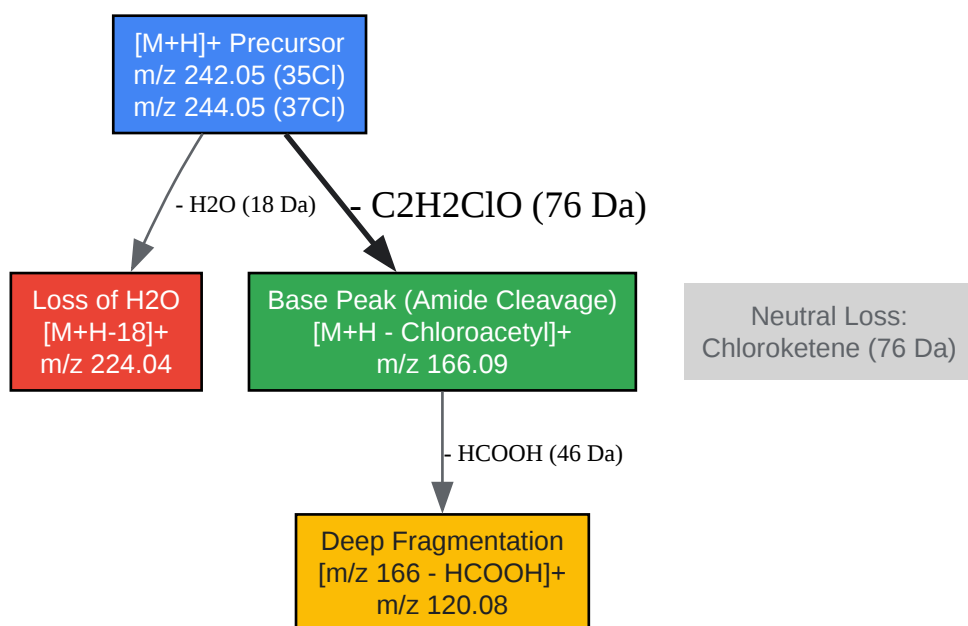 [M+H]+ Precursor
m/z 242.05 (35Cl)
m/z 244.05 (37Cl)
- H2O (18 Da)
- C2H2ClO (76 Da)
Loss of H2O
[M+H-18]+
m/z 224.04
Base Peak (Amide Cleavage)
[M+H - Chloroacetyl]+
m/z 166.09
Neutral Loss:
Chloroketene (76 Da)
- HCOOH (46 Da)
Deep Fragmentation
[m/z 166 - HCOOH]+
m/z 120.08